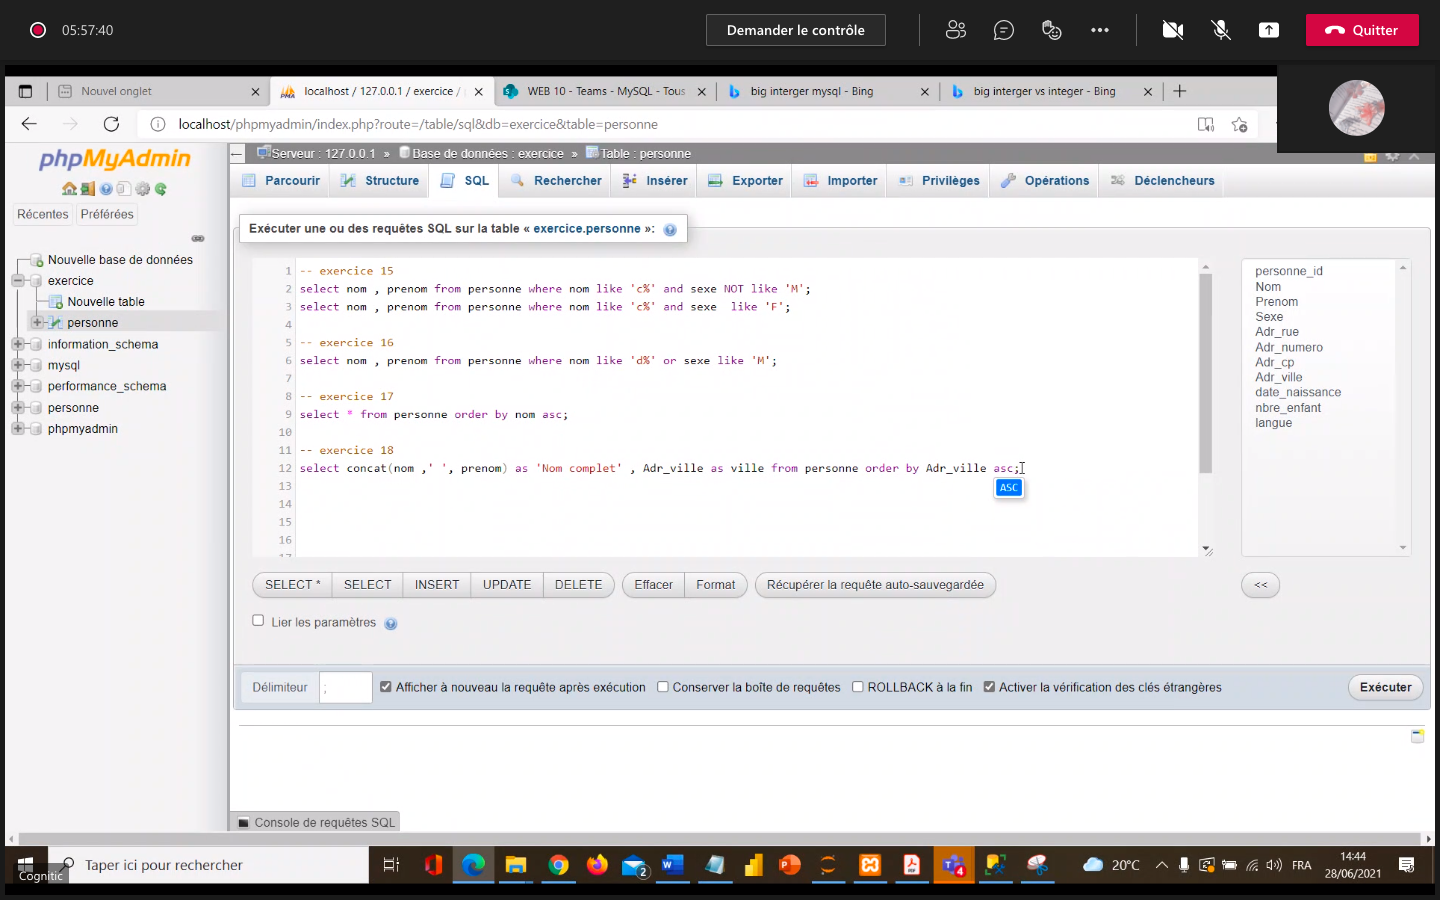 05:57:40
Demander le contrôle
Quitter
Nouvel onglet
localhost / 127.0.0.1 / exercice /
WEB 10 - Teams - MySQL - Tous
big interger mysql - Bing
big interger vs integer - Bing
localhost/phpmyadmin/index.php?route=/table/sql&db=exercice&table=personne
phpMyAdmin
Récentes
Préférées
Nouvelle base de données
exercice
Nouvelle table
personne
information_schema
mysql
performance_schema
personne
phpmyadmin
Serveur : 127.0.0.1 » Base de données : exercice » Table : personne
Parcourir
Structure
SQL
Rechercher
Insérer
Exporter
Importer
Privilèges
Opérations
Déclencheurs
Exécuter une ou des requêtes SQL sur la table « exercice.personne »:
1 -- exercice 15
2 select nom , prenom from personne where nom like 'c%' and sexe NOT like 'M';
3 select nom , prenom from personne where nom like 'c%' and sexe  like 'F';
4
5 -- exercice 16
6 select nom , prenom from personne where nom like 'd%' or sexe like 'M';
7
8 -- exercice 17
9 select * from personne order by nom asc;
10
11 -- exercice 18
12 select concat(nom ,' ', prenom) as 'Nom complet' , Adr_ville as ville from personne order by Adr_ville asc;
ASC
13
14
15
16
17
personne_id
Nom
Prenom
Sexe
Adr_rue
Adr_numero
Adr_cp
Adr_ville
date_naissance
nbre_enfant
langue
SELECT *
SELECT
INSERT
UPDATE
DELETE
Effacer
Format
Récupérer la requête auto-sauvegardée
<<
Lier les paramètres
Délimiteur
;
Afficher à nouveau la requête après exécution
Conserver la boîte de requêtes
ROLLBACK à la fin
Activer la vérification des clés étrangères
Exécuter
Console de requêtes SQL
Taper ici pour rechercher
Cognitic
2
4
20°C
FRA
14:44
28/06/2021